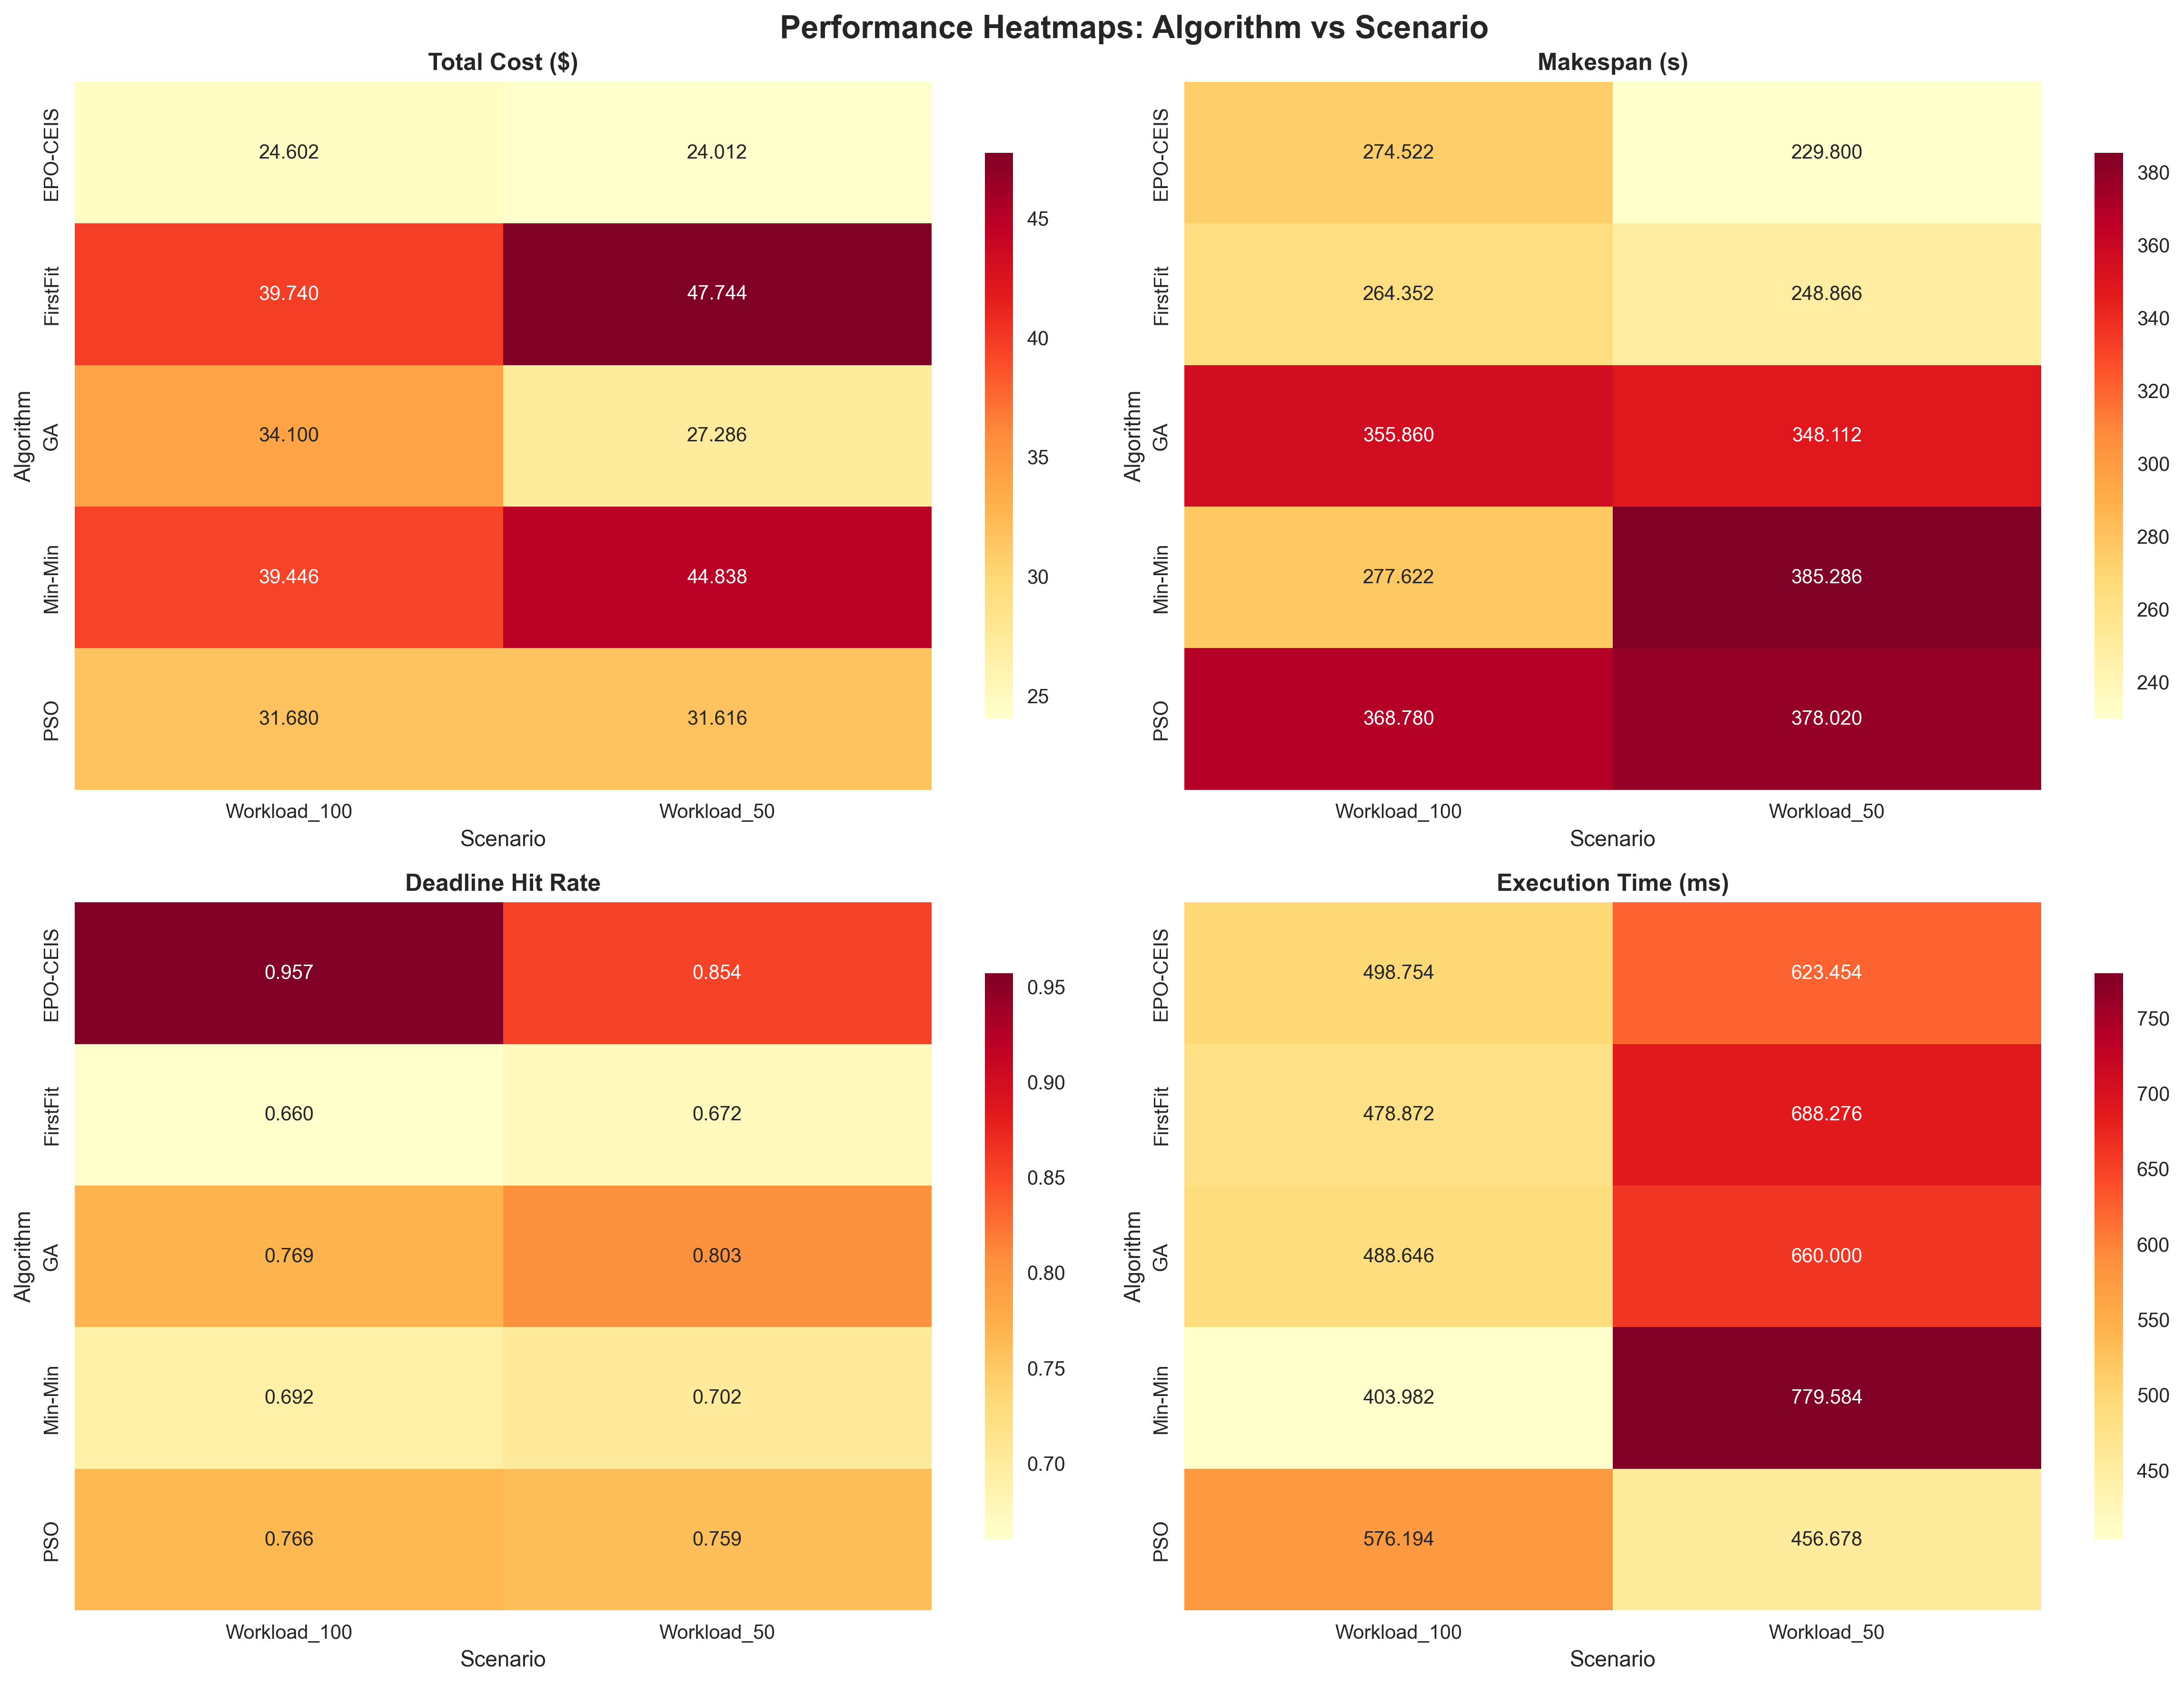 Performance Heatmaps: Algorithm vs Scenario
Total Cost ($)
Algorithm
EPO-CEIS
24.602 24.012
FirstFit
39.740 47.744
GA
34.100 27.286
Min-Min
39.446 44.838
PSO
31.680 31.616
Workload_100 Workload_50
Scenario
45
40
35
30
25
Makespan (s)
Algorithm
EPO-CEIS
274.522 229.800
FirstFit
264.352 248.866
GA
355.860 348.112
Min-Min
277.622 385.286
PSO
368.780 378.020
Workload_100 Workload_50
Scenario
380
360
340
320
300
280
260
240
Deadline Hit Rate
Algorithm
EPO-CEIS
0.957 0.854
FirstFit
0.660 0.672
GA
0.769 0.803
Min-Min
0.692 0.702
PSO
0.766 0.759
Workload_100 Workload_50
Scenario
0.95
0.90
0.85
0.80
0.75
0.70
Execution Time (ms)
Algorithm
EPO-CEIS
498.754 623.454
FirstFit
478.872 688.276
GA
488.646 660.000
Min-Min
403.982 779.584
PSO
576.194 456.678
Workload_100 Workload_50
Scenario
750
700
650
600
550
500
450